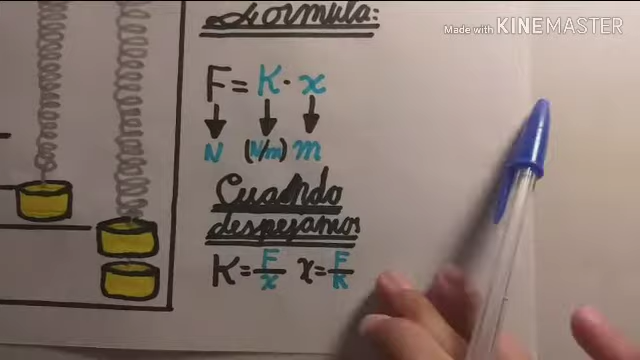 Made with KINEMASTER
Formula:
F = K · x
N (N/m) m
Cuando
despejamos
K = F/x x = F/K